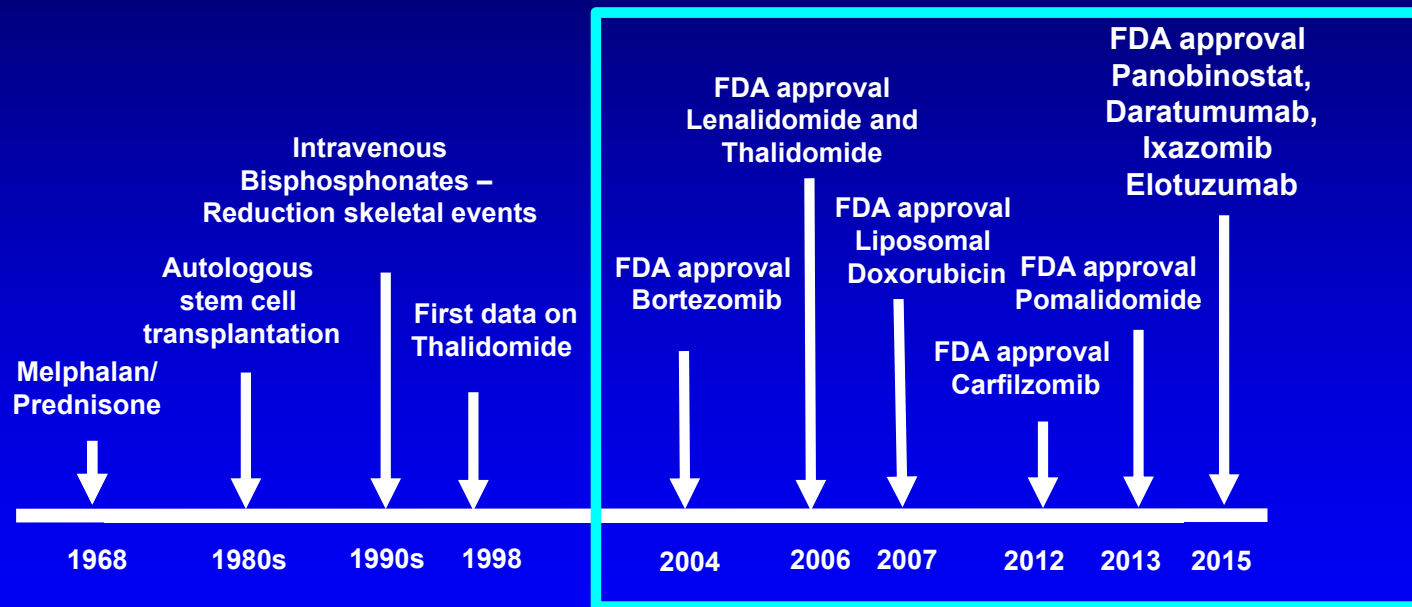 Melphalan/
Prednisone
Autologous
stem cell
transplantation
Intravenous
Bisphosphonates –
Reduction skeletal events
First data on
Thalidomide
FDA approval
Bortezomib
FDA approval
Lenalidomide and
Thalidomide
FDA approval
Liposomal
Doxorubicin
FDA approval
Carfilzomib
FDA approval
Pomalidomide
FDA approval
Panobinostat,
Daratumumab,
Ixazomib
Elotuzumab
1968 1980s 1990s 1998 2004 2006 2007 2012 2013 2015